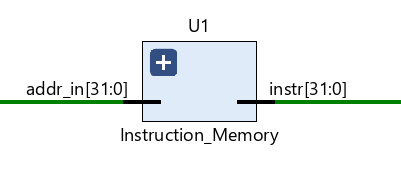 U1
addr_in[31:0]
instr[31:0]
Instruction_Memory